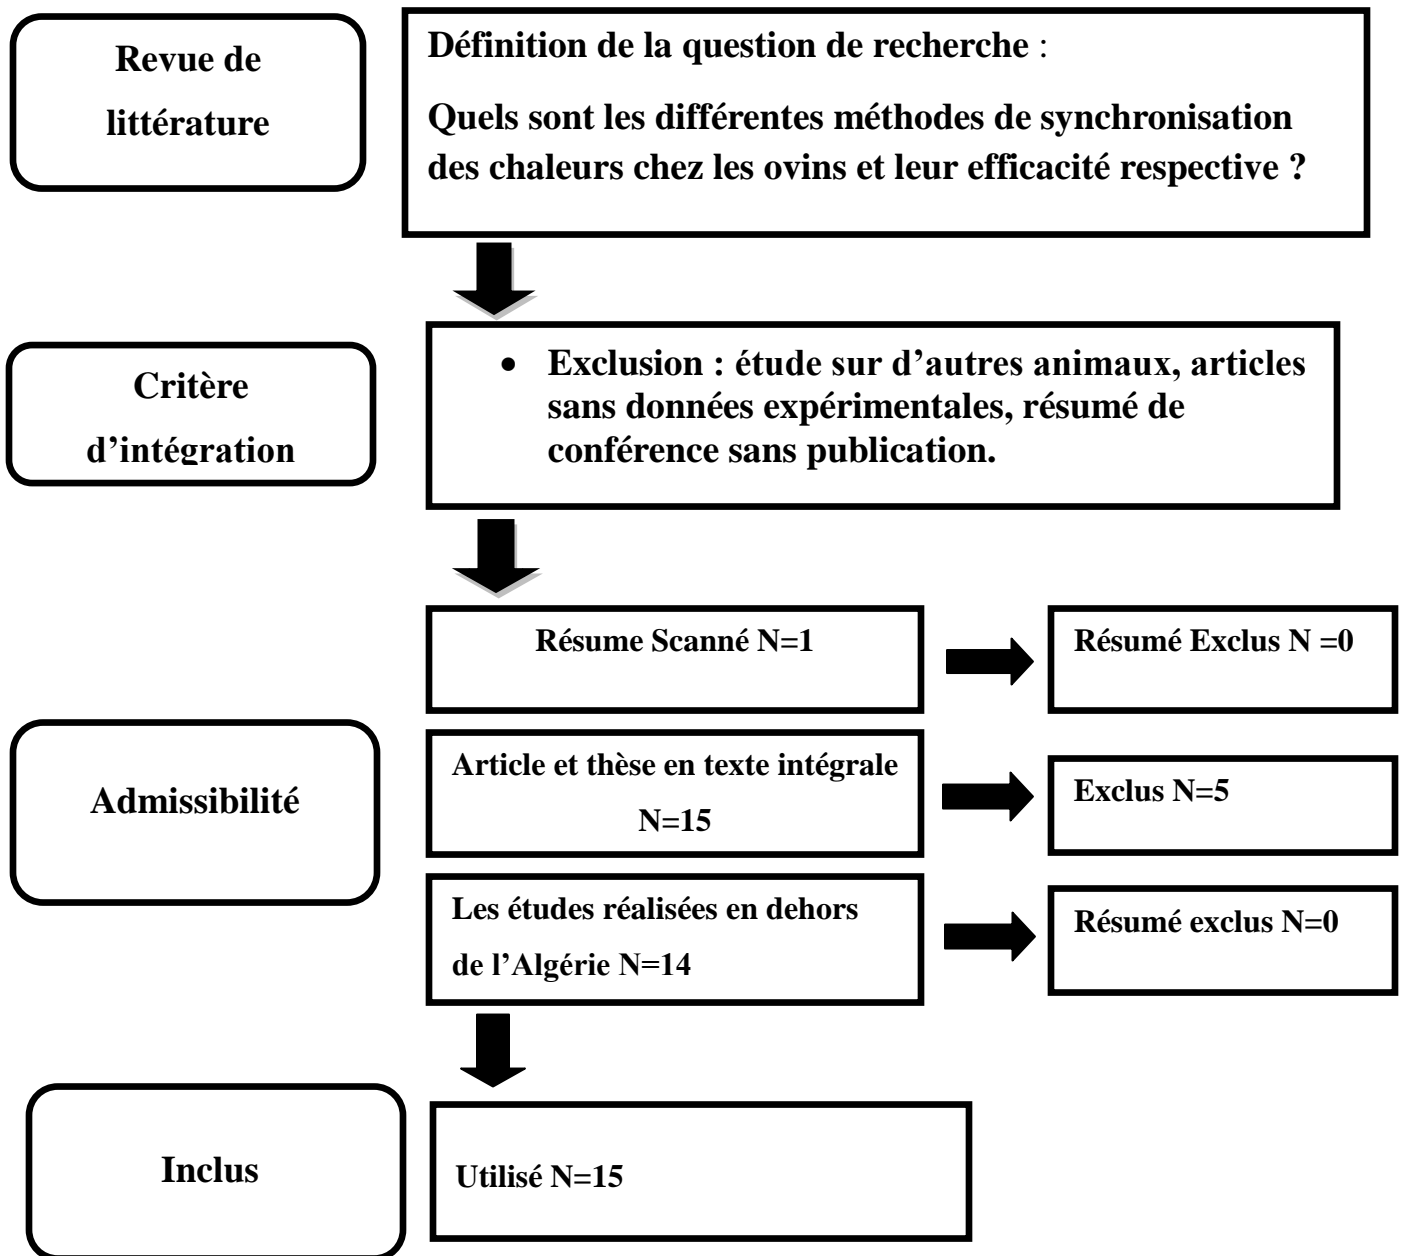 Revue de
littérature
Définition de la question de recherche :
Quels sont les différentes méthodes de synchronisation
des chaleurs chez les ovins et leur efficacité respective ?
Critère
d’intégration
• Exclusion : étude sur d’autres animaux, articles
sans données expérimentales, résumé de
conférence sans publication.
Admissibilité
Résume Scanné N=1
Résumé Exclus N =0
Article et thèse en texte intégrale
N=15
Exclus N=5
Les études réalisées en dehors
de l’Algérie N=14
Résumé exclus N=0
Inclus
Utilisé N=15